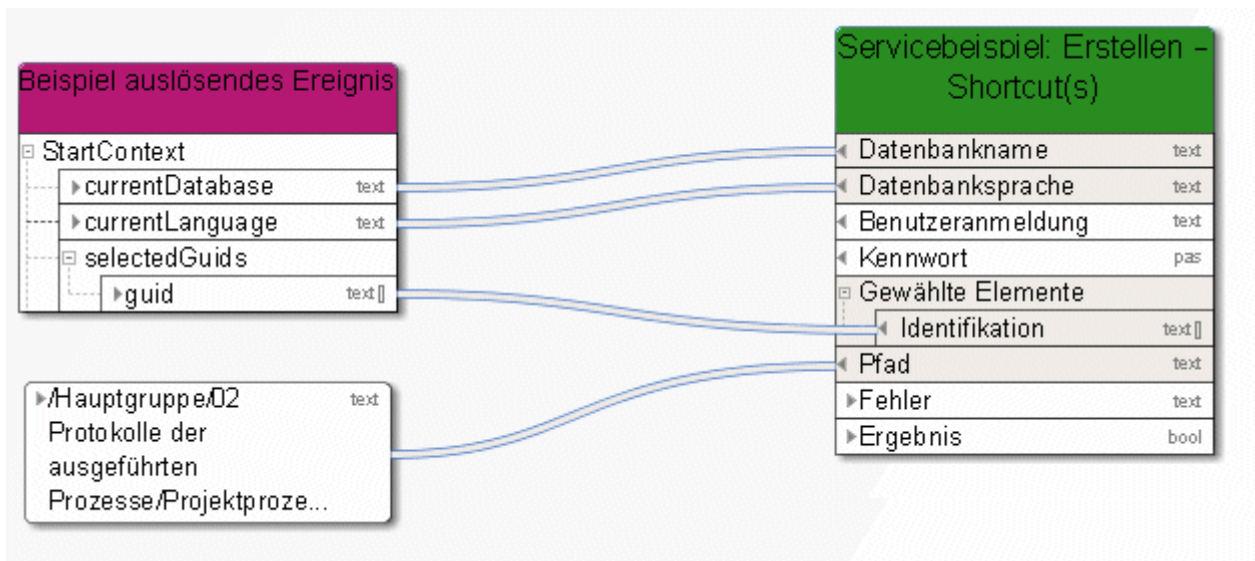 Beispiel auslösendes Ereignis
StartContext
currentDatabase text
currentLanguage text
selectedGuids
guid text[]
/Hauptgruppe/02 text
Protokolle der
ausgeführten
Prozesse/Projektproze...
Servicebeispiel: Erstellen –
Shortcut(s)
Datenbankname text
Datenbanksprache text
Benutzeranmeldung text
Kennwort pas
Gewählte Elemente
Identifikation text[]
Pfad text
Fehler text
Ergebnis bool